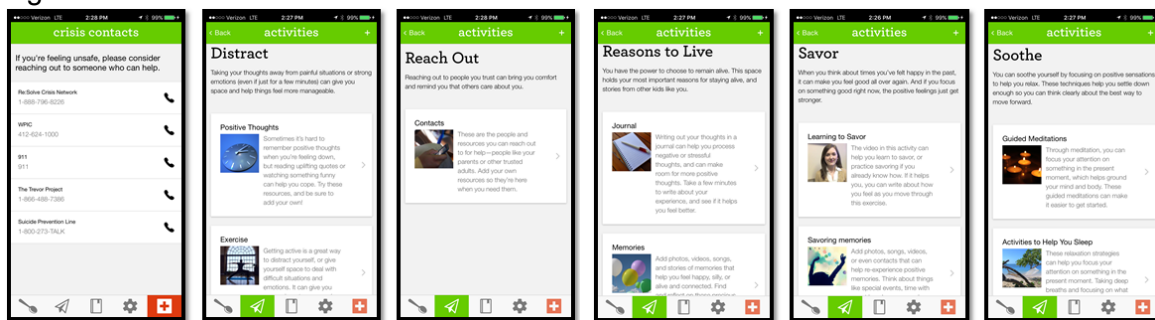 ●●○○○ Verizon LTE 2:28 PM 99%
crisis contacts
If you're feeling unsafe, please consider
reaching out to someone who can help.
Re:Solve Crisis Network
1-888-796-8226
WPIC
412-624-1000
911
911
The Trevor Project
1-866-488-7386
Suicide Prevention Line
1-800-273-TALK
●●○○○ Verizon LTE 2:27 PM 99%
< Back activities +
Distract
Taking your thoughts away from painful situations or strong
emotions (even just for a few minutes) can give you
space and help things feel more manageable.
Positive Thoughts
Sometimes it's hard to
remember positive thoughts
when you're feeling down,
but reading uplifting quotes or
watching something funny
can help you cope. Try these
resources, and be sure to
add your own!
Exercise
Getting active is a great way
to distract yourself, or give
yourself space to deal with
difficult situations and
emotions. It can give you
●●○○○ Verizon LTE 2:28 PM 99%
< Back activities +
Reach Out
Reaching out to people you trust can bring you comfort
and remind you that others care about you.
Contacts
These are the people and
resources you can reach out
to for help—people like your
parents or other trusted
adults. Add your own
resources so they're here
when you need them.
●●○○○ Verizon LTE 2:27 PM 99%
< Back activities +
Reasons to Live
You have the power to choose to remain alive. This space
holds your most important reasons for staying alive, and
stories from other kids like you.
Journal
Writing out your thoughts in a
journal can help you process
negative or stressful
thoughts, and can make
room for more positive
thoughts. Take a few minutes
to write about your
experience, and see if it helps
you feel better.
Memories
Add photos, videos, songs,
and stories of memories that
help you feel happy, silly, or
alive and connected. Find
and reflect on those precious
●●○○○ Verizon LTE 2:26 PM 99%
< Back activities +
Savor
When you think about times you've felt happy in the past,
it can make you feel good all over again. And if you focus
on something good right now, the positive feelings just get
stronger.
Learning to Savor
The video in this activity can
help you learn to savor, or
practice savoring if you
already know how. If it helps
you, you can write about how
you feel as you move through
this exercise.
Savoring memories
Add photos, songs, videos,
or even contacts that can
help re-experience positive
memories. Think about things
like special events, time with
●●○○○ Verizon LTE 2:27 PM 99%
< Back activities +
Soothe
You can soothe yourself by focusing on positive sensations
to help you relax. These techniques help you settle down
enough so you can think clearly about the best way to
move forward.
Guided Meditations
Through meditation, you can
focus your attention on
something in the present
moment, which helps ground
your mind and body. These
guided meditations can make
it easier to get started.
Activities to Help You Sleep
These relaxation strategies
can help you focus your
attention on something in the
present moment. Taking deep
breaths and focusing on what